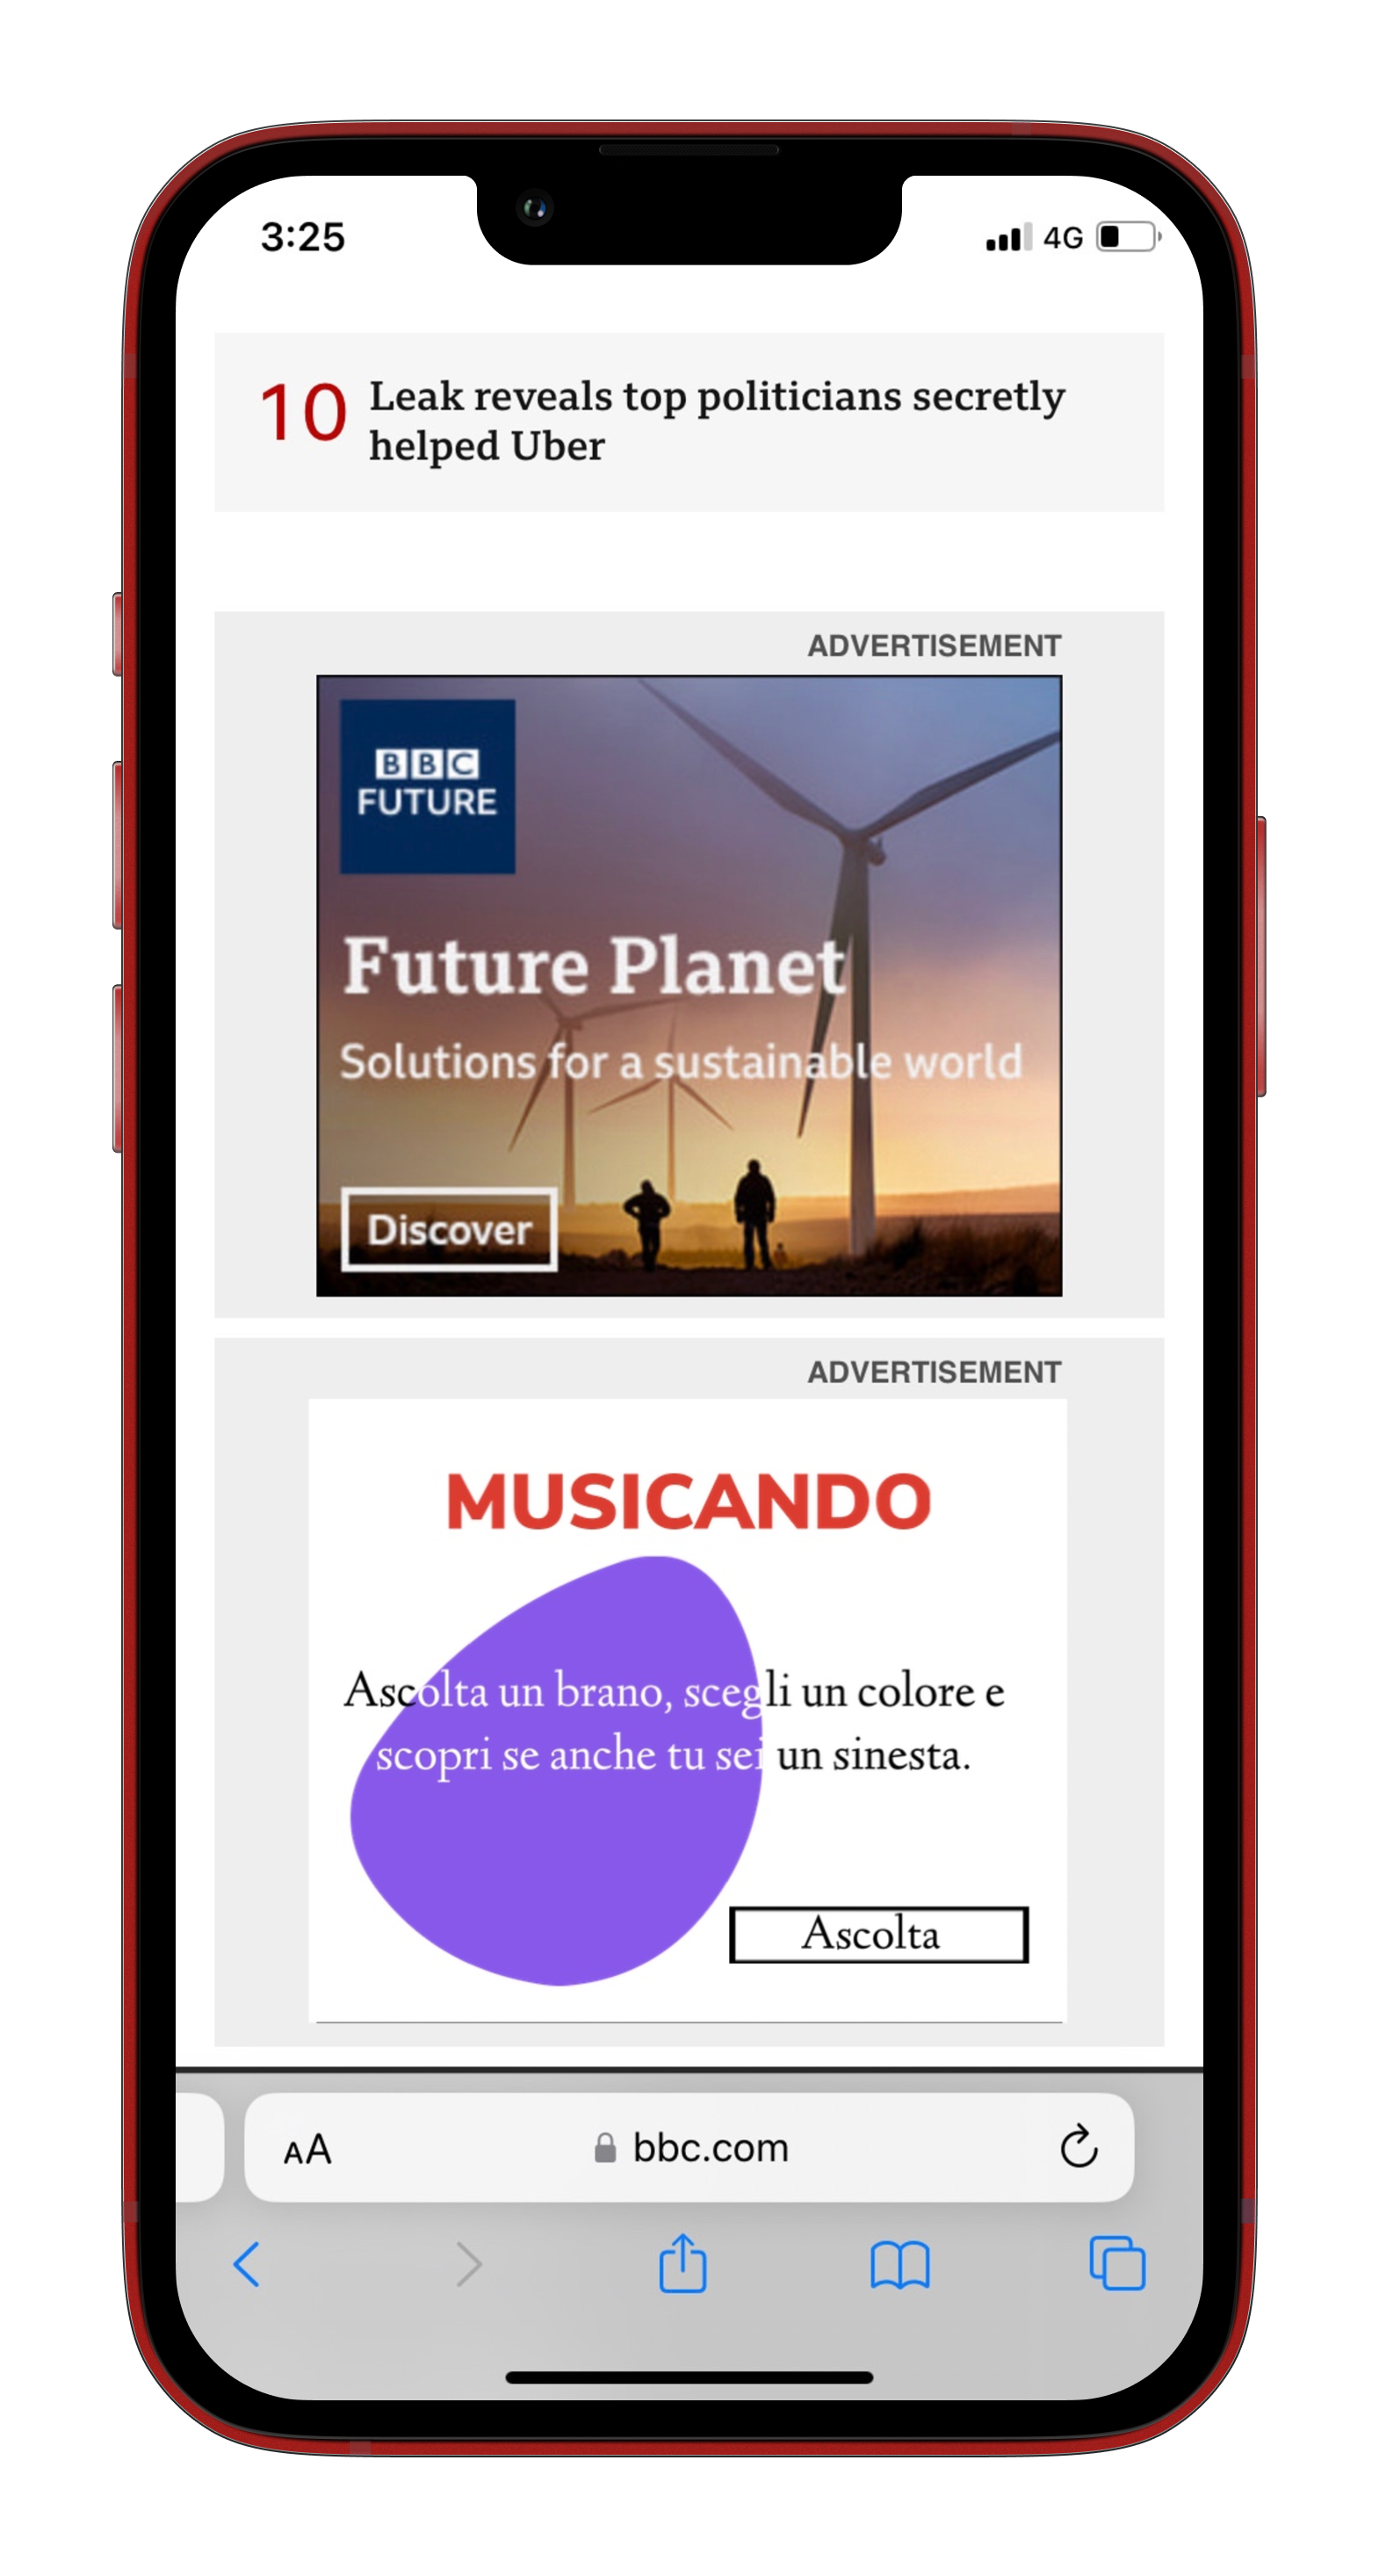 3:25
4G
10 Leak reveals top politicians secretly
helped Uber
ADVERTISEMENT
BBC
FUTURE
Future Planet
Solutions for a sustainable world
Discover
ADVERTISEMENT
MUSICANDO
Ascolta un brano, scegli un colore e
scopri se anche tu sei un sinesta.
Ascolta
AA
bbc.com